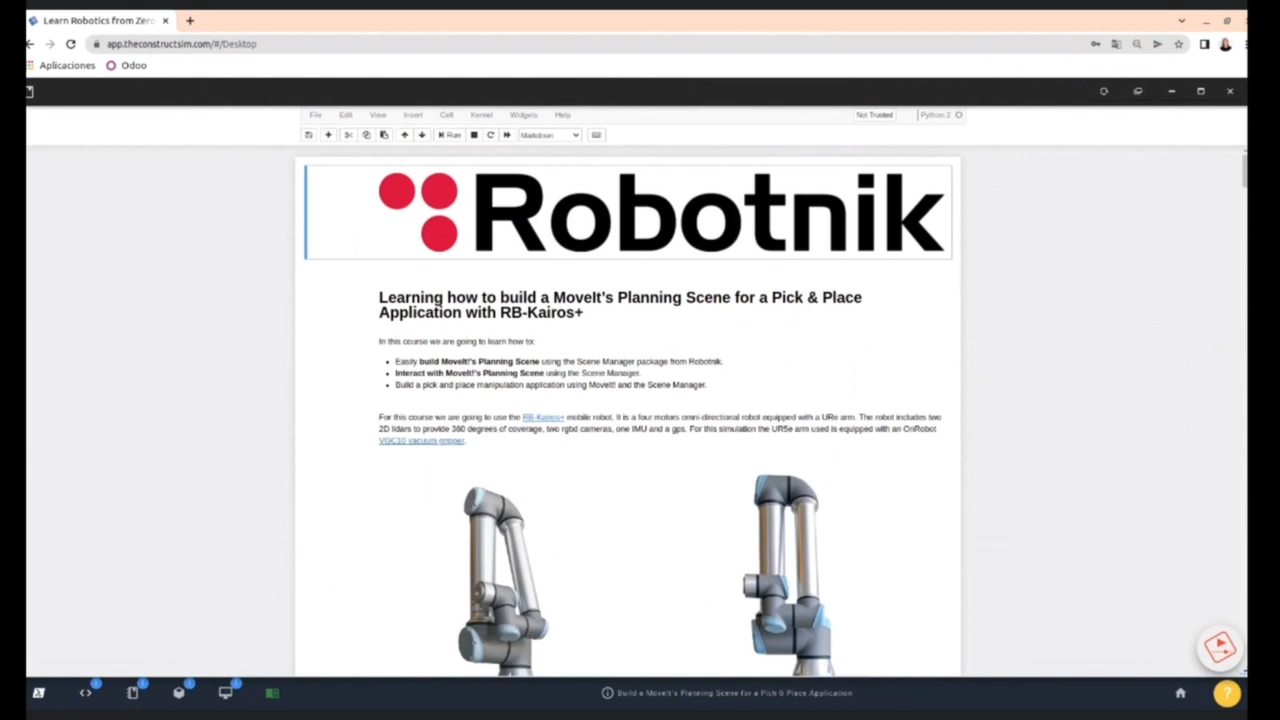 Learn Robotics from Zero
app.theconstructsim.com/#/Desktop
Aplicaciones
Odoo
File Edit View Insert Cell Kernel Widgets Help
Not Trusted
Python 2
Run
Markdown
Robotnik
Learning how to build a MoveIt's Planning Scene for a Pick & Place
Application with RB-Kairos+
In this course we are going to learn how to:
Easily build MoveIt!'s Planning Scene using the Scene Manager package from Robotnik.
Interact with MoveIt!'s Planning Scene using the Scene Manager.
Build a pick and place manipulation application using MoveIt! and the Scene Manager.
For this course we are going to use the RB-Kairos+ mobile robot. It is a four motors omni-directional robot equipped with a URe arm. The robot includes two
2D lidars to provide 360 degrees of coverage, two rgbd cameras, one IMU and a gps. For this simulation the UR5e arm used is equipped with an OnRobot
VGC10 vacuum gripper.
Build a MoveIt's Planning Scene for a Pick & Place Application
?